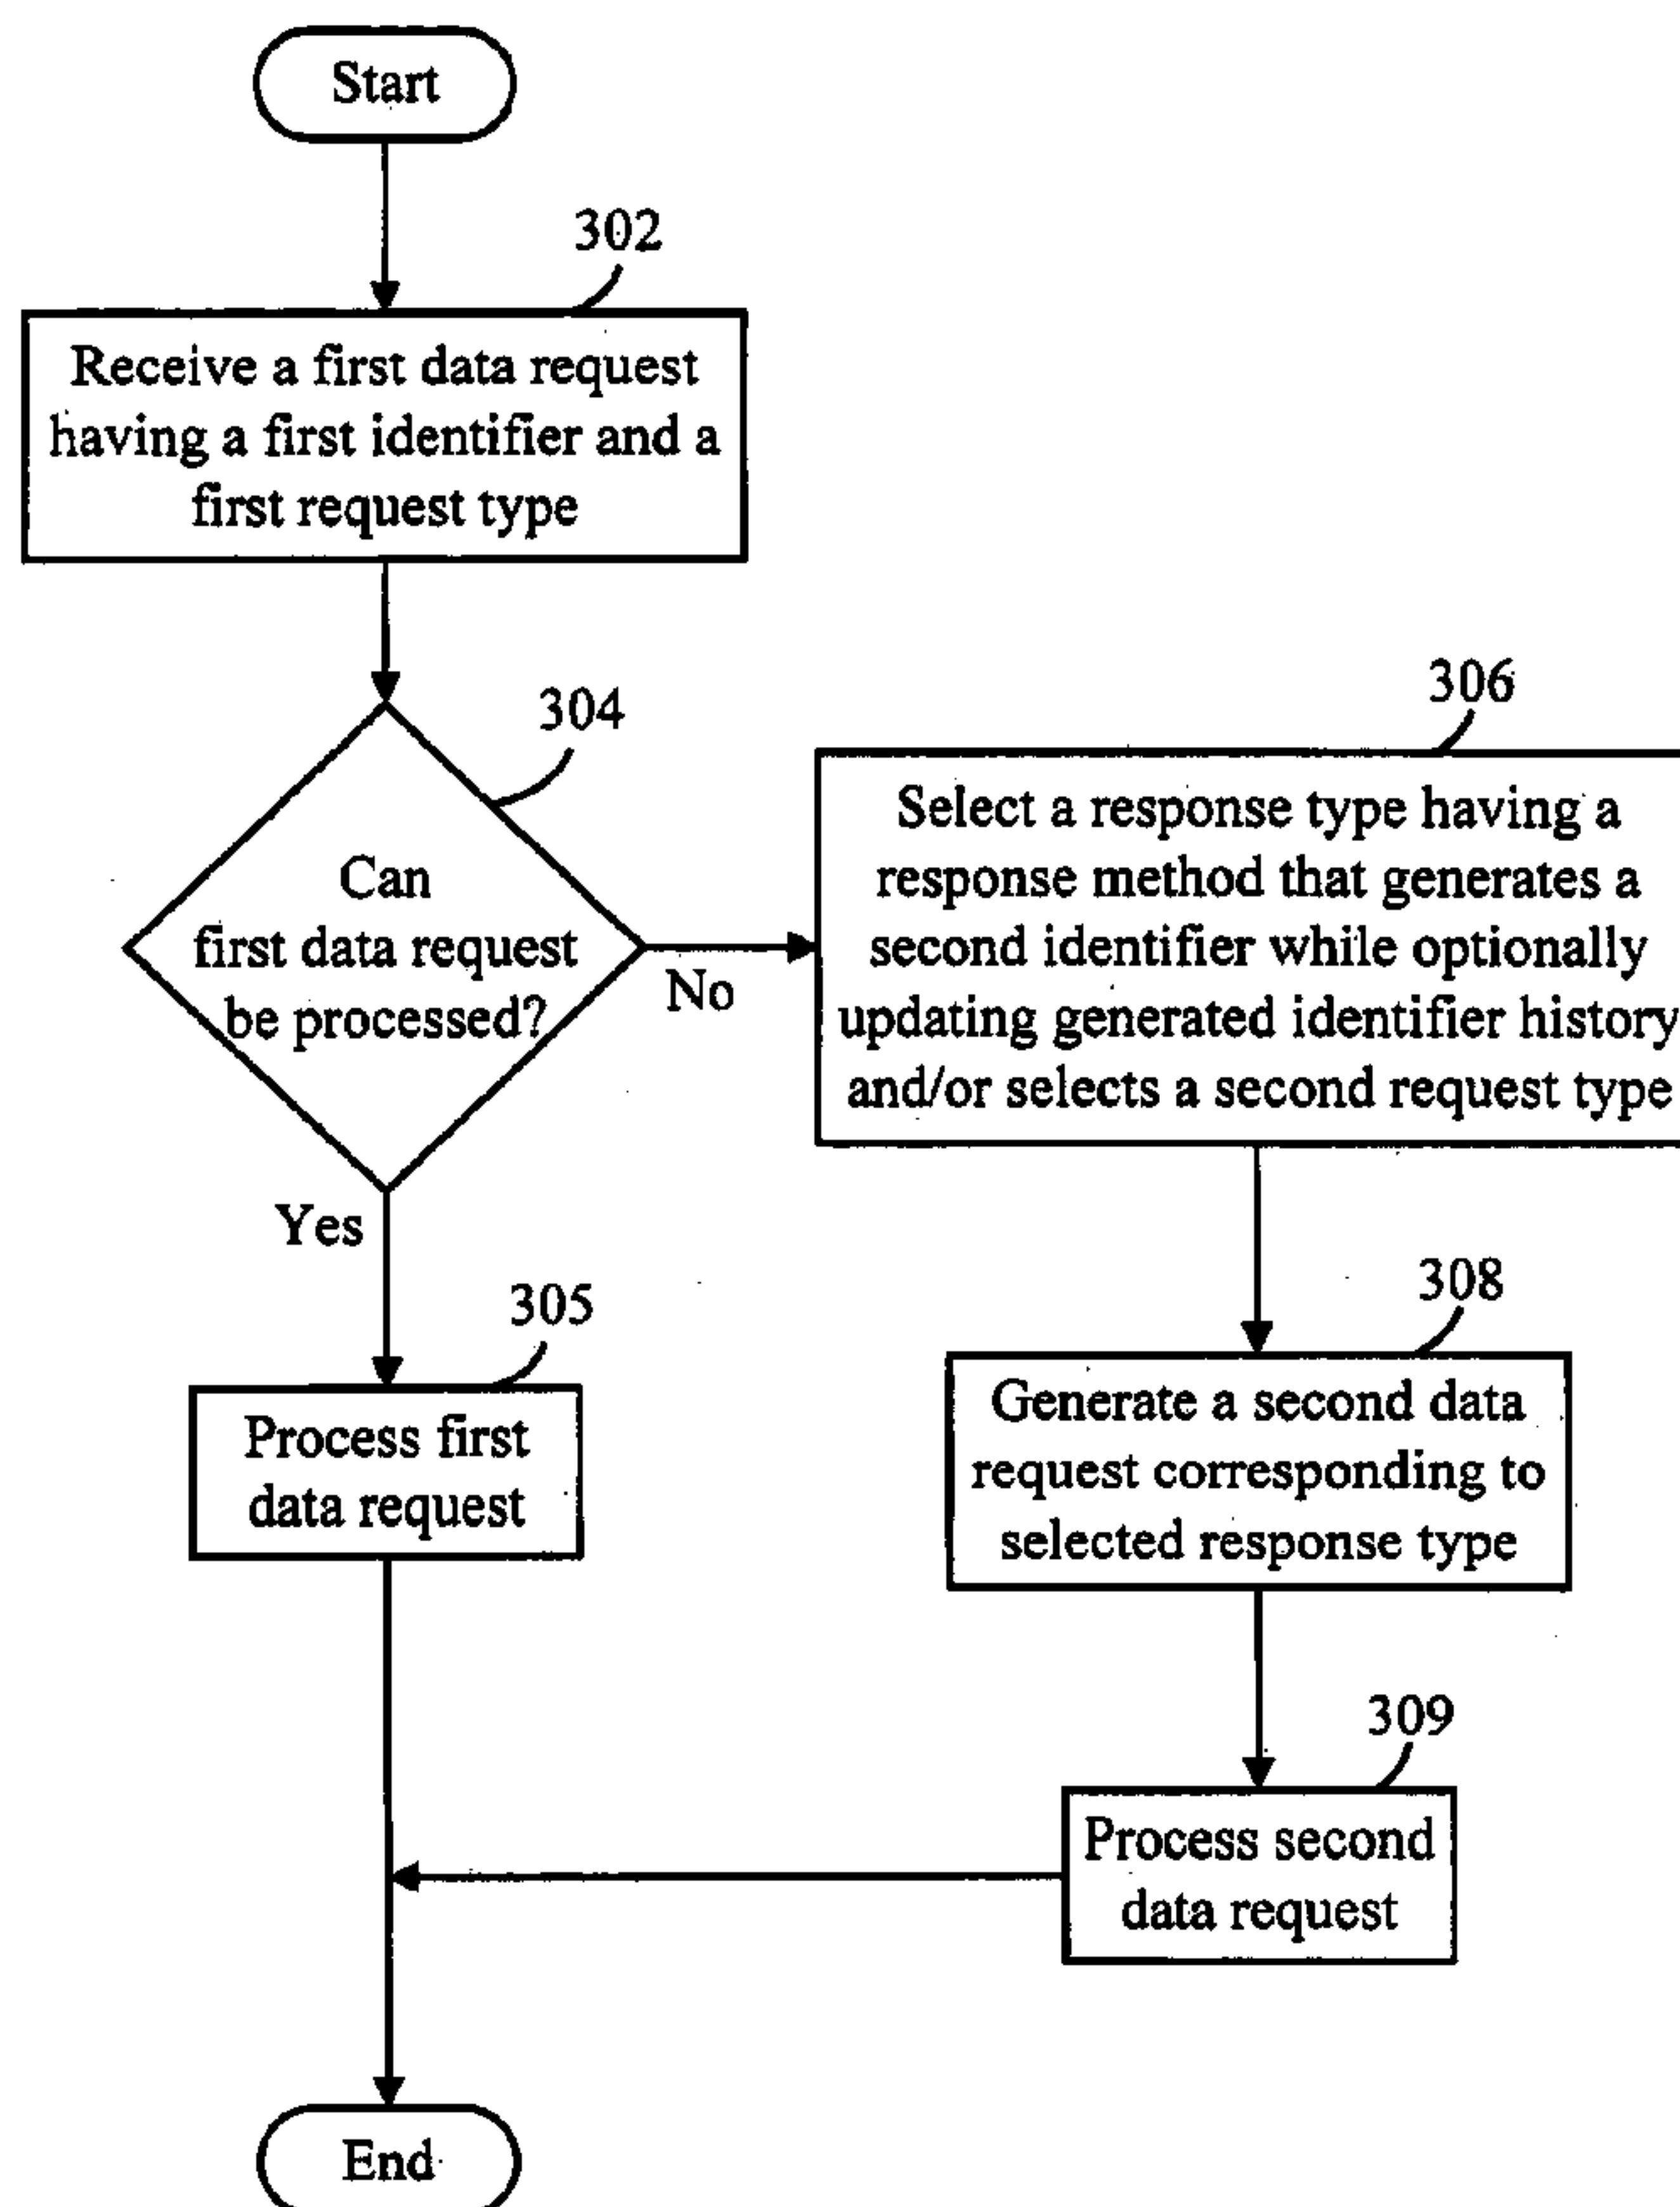 Start
302
Receive a first data request
having a first identifier and a
first request type
304
Can
first data request
be processed?
No
Yes
306
Select a response type having a
response method that generates a
second identifier while optionally
updating generated identifier history
and/or selects a second request type
305
Process first
data request
308
Generate a second data
request corresponding to
selected response type
309
Process second
data request
End